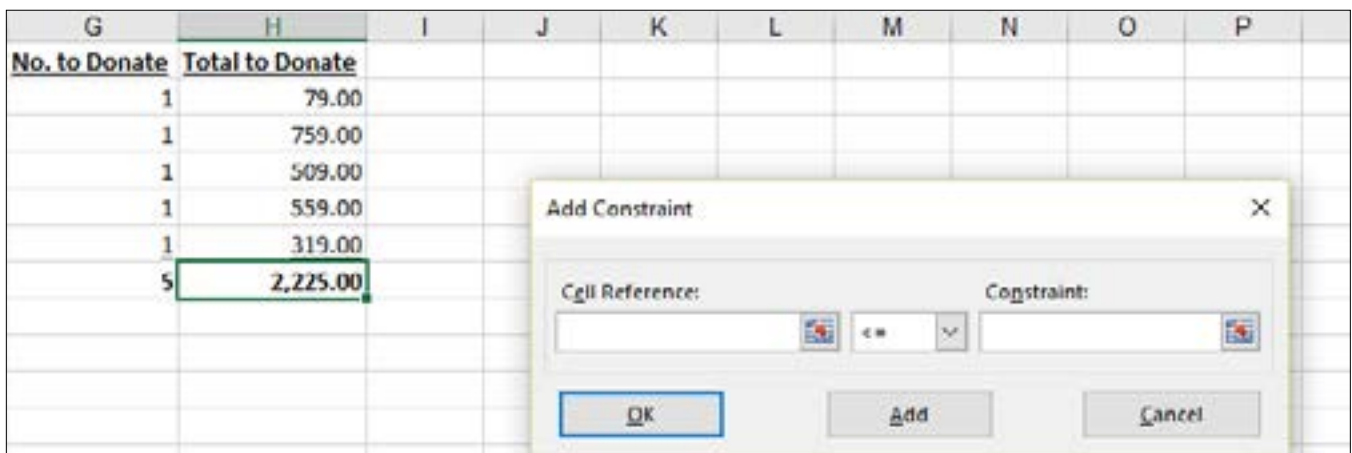 G H I J K L M N O P
No. to Donate Total to Donate
1 79.00
1 759.00
1 509.00
1 559.00
1 319.00
5 2,225.00
Add Constraint
Cell Reference: Constraint:
<=
OK Add Cancel